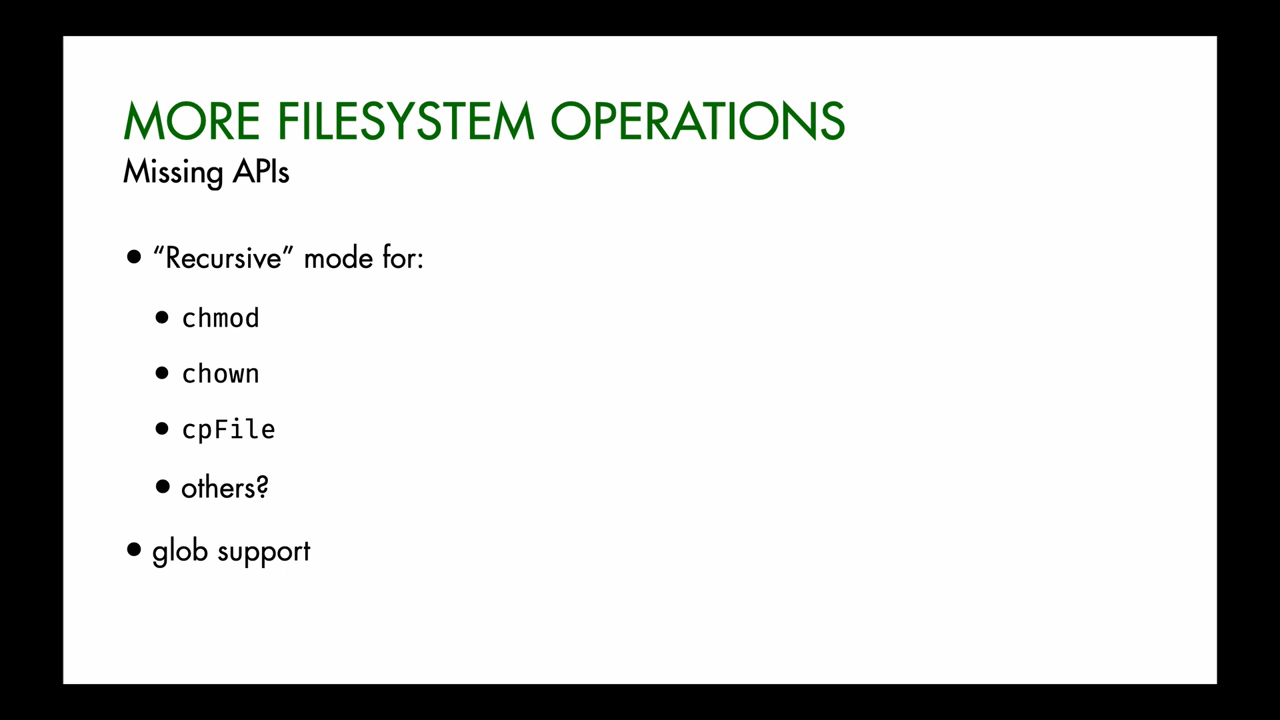 MORE FILESYSTEM OPERATIONS
Missing APIs
• “Recursive” mode for:
• chmod
• chown
• cpFile
• others?
• glob support